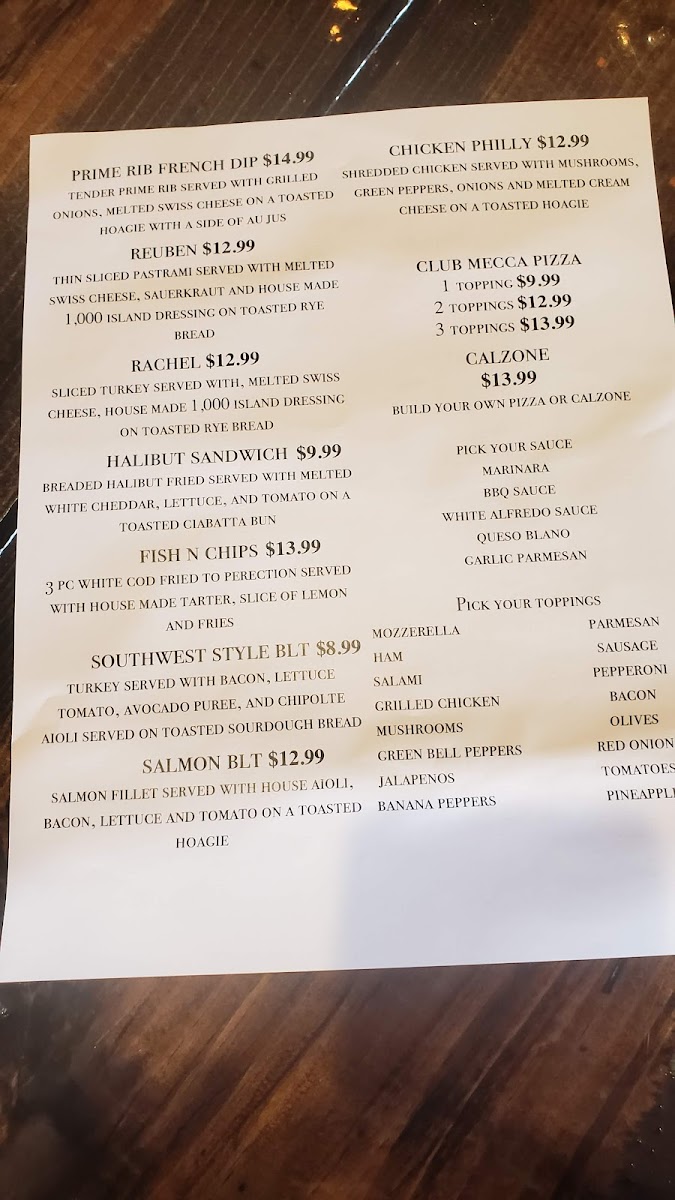 PRIME RIB FRENCH DIP $14.99
TENDER PRIME RIB SERVED WITH GRILLED
ONIONS, MELTED SWISS CHEESE ON A TOASTED
HOAGIE WITH A SIDE OF AU JUS
REUBEN $12.99
THIN SLICED PASTRAMI SERVED WITH MELTED
SWISS CHEESE, SAUERKRAUT AND HOUSE MADE
1,000 ISLAND DRESSING ON TOASTED RYE
BREAD
RACHEL $12.99
SLICED TURKEY SERVED WITH, MELTED SWISS
CHEESE, HOUSE MADE 1,000 ISLAND DRESSING
ON TOASTED RYE BREAD
HALIBUT SANDWICH $9.99
BREADED HALIBUT FRIED SERVED WITH MELTED
WHITE CHEDDAR, LETTUCE, AND TOMATO ON A
TOASTED CIABATTA BUN
FISH N CHIPS $13.99
3 PC WHITE COD FRIED TO PERECTION SERVED
WITH HOUSE MADE TARTER, SLICE OF LEMON
AND FRIES
SOUTHWEST STYLE BLT $8.99
TURKEY SERVED WITH BACON, LETTUCE
TOMATO, AVOCADO PUREE, AND CHIPOLTE
AIOLI SERVED ON TOASTED SOURDOUGH BREAD
SALMON BLT $12.99
SALMON FILLET SERVED WITH HOUSE AIOLI,
BACON, LETTUCE AND TOMATO ON A TOASTED
HOAGIE
CHICKEN PHILLY $12.99
SHREDDED CHICKEN SERVED WITH MUSHROOMS,
GREEN PEPPERS, ONIONS AND MELTED CREAM
CHEESE ON A TOASTED HOAGIE
CLUB MECCA PIZZA
1 TOPPING $9.99
2 TOPPINGS $12.99
3 TOPPINGS $13.99
CALZONE
$13.99
BUILD YOUR OWN PIZZA OR CALZONE
PICK YOUR SAUCE
MARINARA
BBQ SAUCE
WHITE ALFREDO SAUCE
QUESO BLANO
GARLIC PARMESAN
PICK YOUR TOPPINGS
MOZZERELLA
HAM
SALAMI
GRILLED CHICKEN
MUSHROOMS
GREEN BELL PEPPERS
JALAPENOS
BANANA PEPPERS
PARMESAN
SAUSAGE
PEPPERONI
BACON
OLIVES
RED ONION
TOMATOES
PINEAPPL